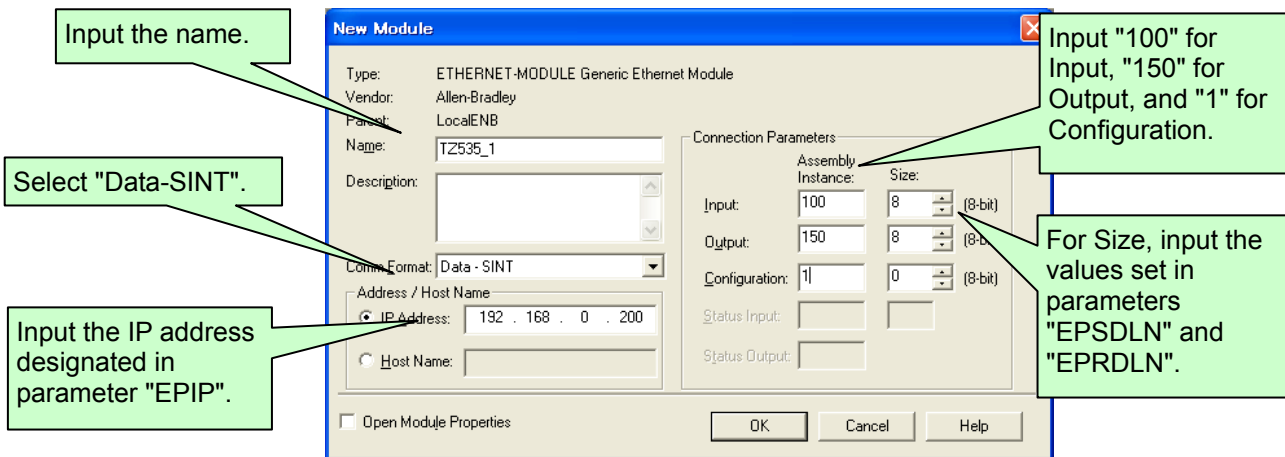 Input the name.
Select "Data-SINT".
Input the IP address
designated in
parameter "EPIP".
New Module
Type: ETHERNET-MODULE Generic Ethernet Module
Vendor: Allen-Bradley
Parent: LocalENB
Name: TZ535_1
Description:
Comm Format: Data - SINT
Address / Host Name
IP Address: 192 . 168 . 0 . 200
Host Name:
Open Module Properties
Connection Parameters
Assembly
Instance: Size:
Input: 100 8 (8-bit)
Output: 150 8 (8-b
Configuration: 1 0 (8-bit)
Status Input:
Status Output:
OK Cancel Help
Input "100" for
Input, "150" for
Output, and "1" for
Configuration.
For Size, input the
values set in
parameters
"EPSDLN" and
"EPRDLN".